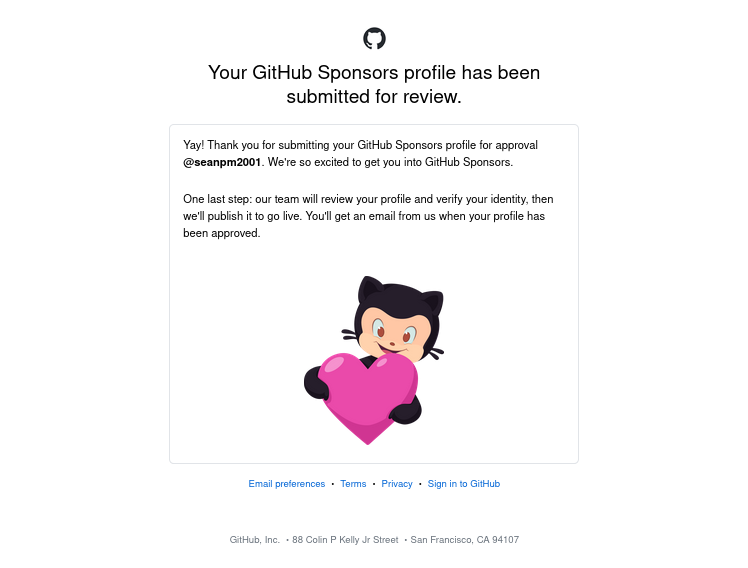 Your GitHub Sponsors profile has been
submitted for review.
Yay! Thank you for submitting your GitHub Sponsors profile for approval
@seanpm2001. We're so excited to get you into GitHub Sponsors.
One last step: our team will review your profile and verify your identity, then
we'll publish it to go live. You'll get an email from us when your profile has
been approved.
Email preferences • Terms • Privacy • Sign in to GitHub
GitHub, Inc. • 88 Colin P Kelly Jr Street • San Francisco, CA 94107